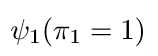 ψ₁(π₁ = 1)